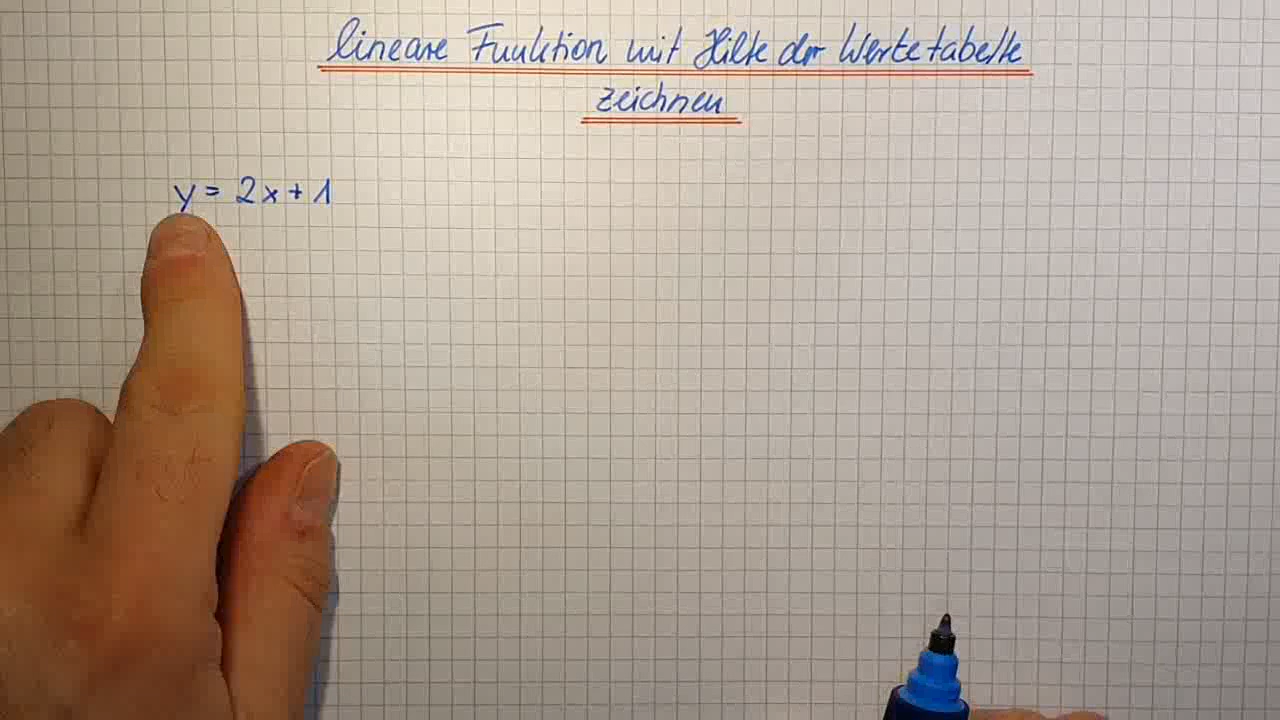 lineare Funktion mit Hilfe der Wertetabelle
zeichnen
y = 2x + 1